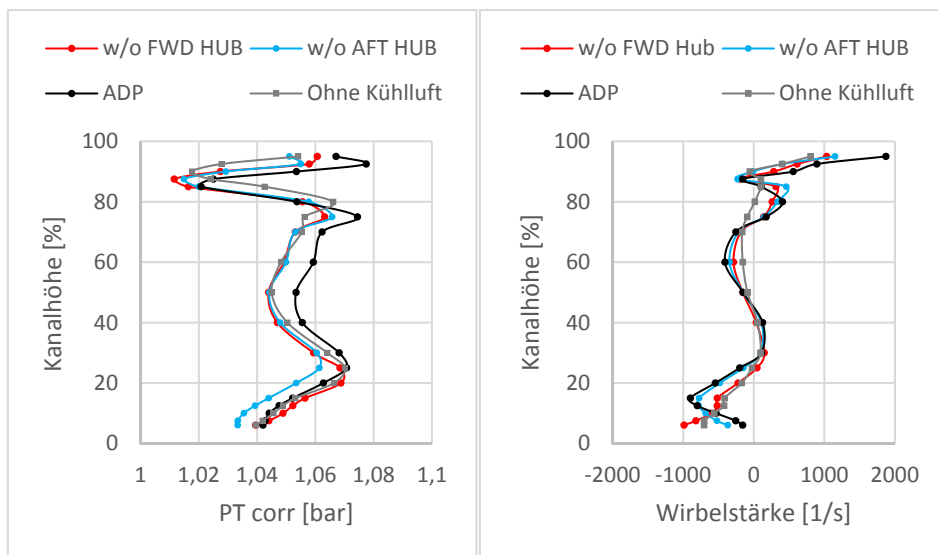 w/o FWD HUB w/o AFT HUB
ADP Ohne Kühlluft
100
80
60
40
20
0
Kanalhöhe [%]
1 1,02 1,04 1,06 1,08 1,1
PT corr [bar]
w/o FWD Hub w/o AFT HUB
ADP Ohne Kühlluft
100
80
60
40
20
0
Kanalhöhe [%]
-2000 -1000 0 1000 2000
Wirbelstärke [1/s]